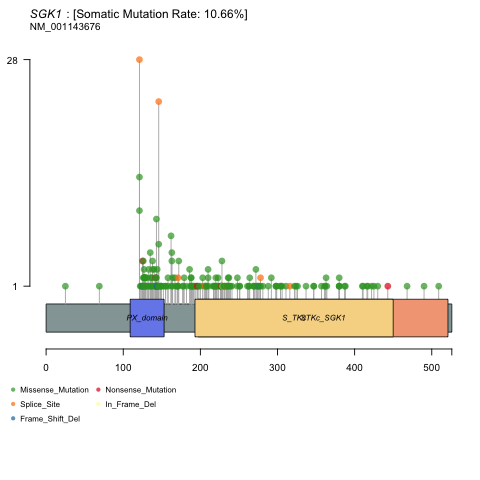 SGK1 : [Somatic Mutation Rate: 10.66%]
NM_001143676
28
1
PX_domain
STKc_SGK1
0 100 200 300 400 500
Missense_Mutation Nonsense_Mutation
Splice_Site In_Frame_Del
Frame_Shift_Del